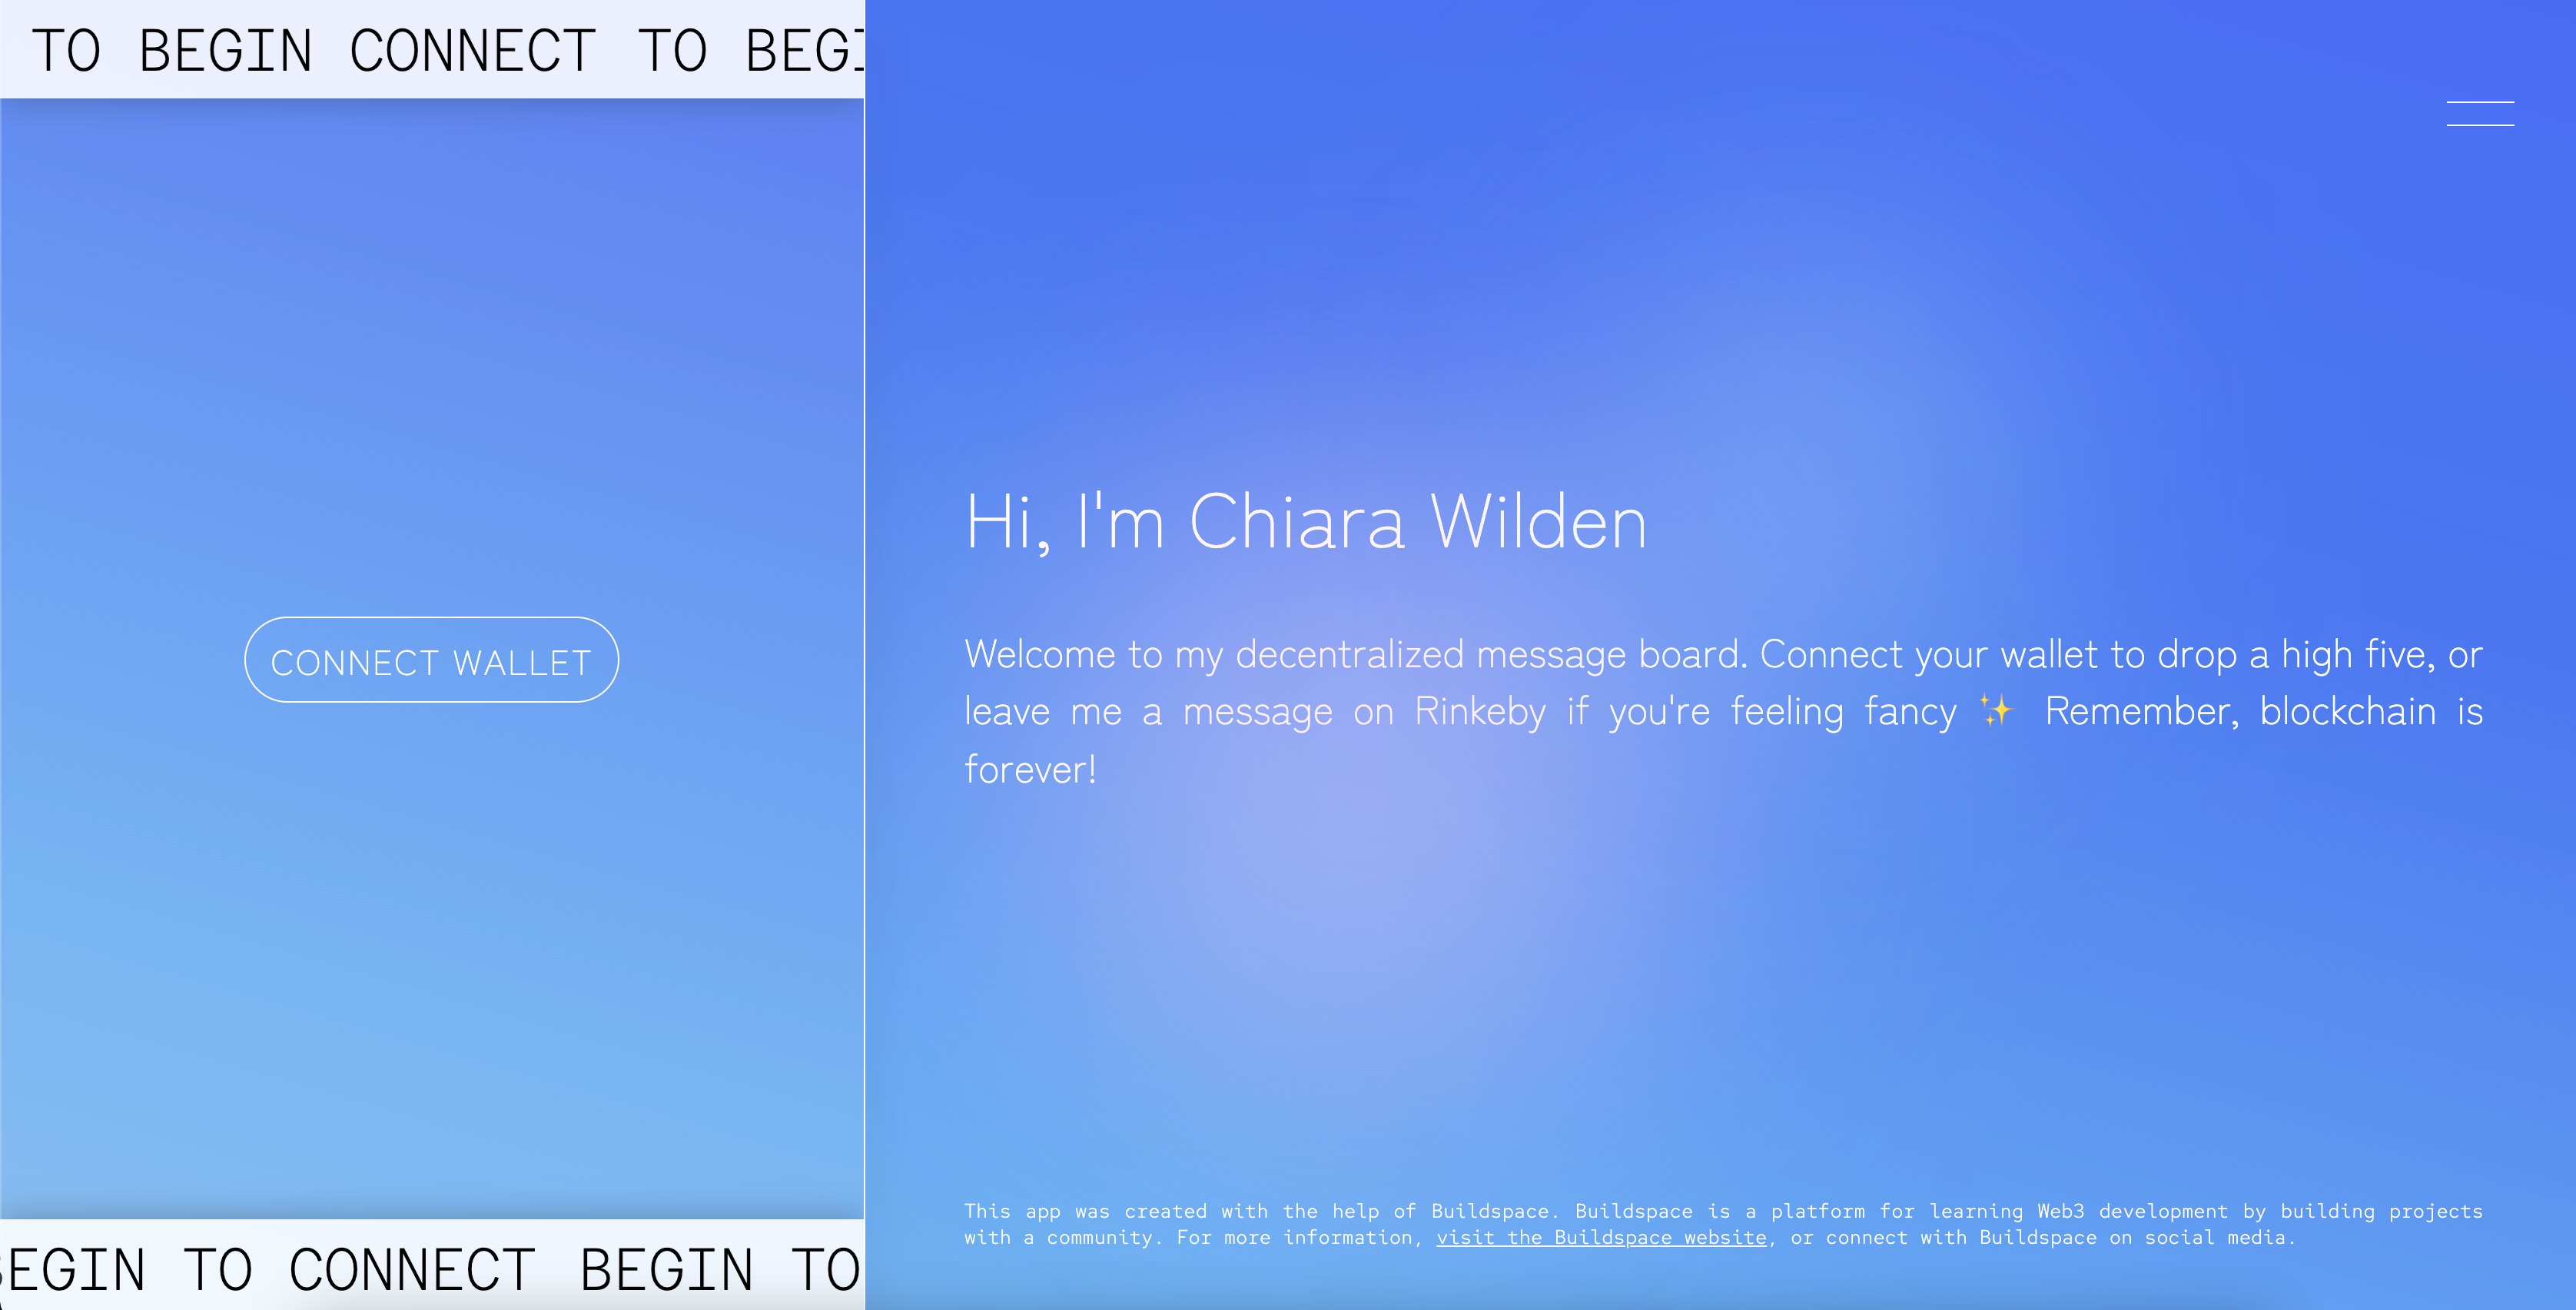 TO BEGIN CONNECT TO BEGI
CONNECT WALLET
EGIN TO CONNECT BEGIN TO
Hi, I'm Chiara Wilden
Welcome to my decentralized message board. Connect your wallet to drop a high five, or
leave me a message on Rinkeby if you're feeling fancy ✨ Remember, blockchain is
forever!
This app was created with the help of Buildspace. Buildspace is a platform for learning Web3 development by building projects
with a community. For more information, visit the Buildspace website, or connect with Buildspace on social media.